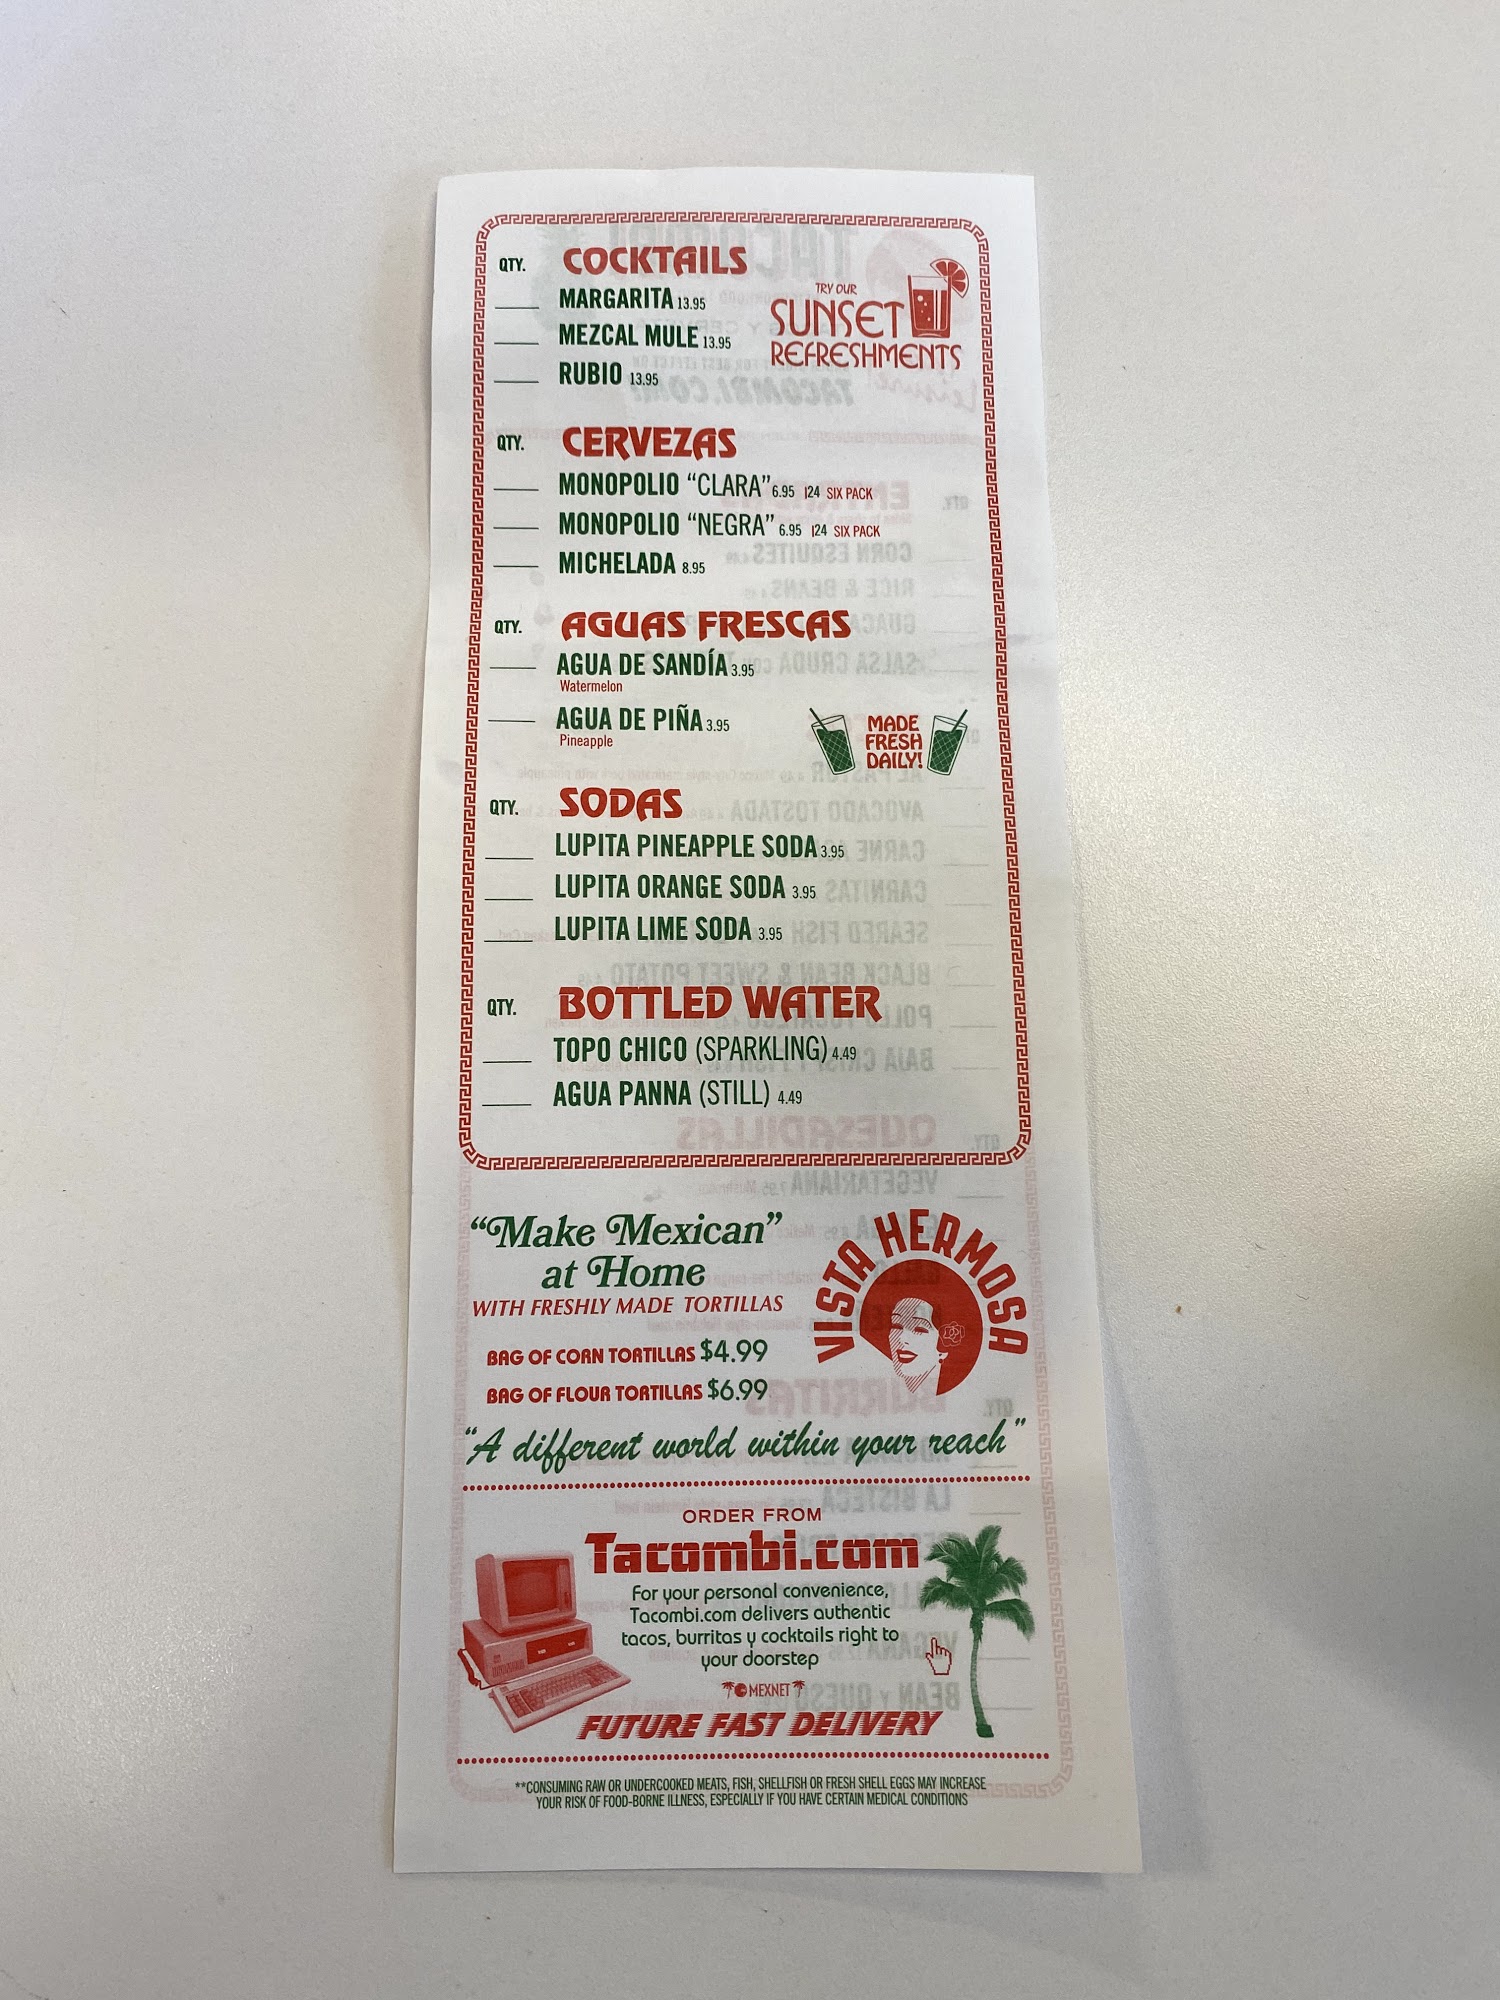 QTY. COCKTAILS
MARGARITA 13.95
MEZCAL MULE 13.95
RUBIO 13.95
TRY OUR
SUNSET
REFRESHMENTS
QTY. CERVEZAS
MONOPOLIO “CLARA” 6.95 |24 SIX PACK
MONOPOLIO “NEGRA” 6.95 |24 SIX PACK
MICHELADA 8.95
QTY. AGUAS FRESCAS
AGUA DE SANDÍA 3.95
Watermelon
AGUA DE PIÑA 3.95
Pineapple
MADE
FRESH
DAILY!
QTY. SODAS
LUPITA PINEAPPLE SODA 3.95
LUPITA ORANGE SODA 3.95
LUPITA LIME SODA 3.95
QTY. BOTTLED WATER
TOPO CHICO (SPARKLING) 4.49
AGUA PANNA (STILL) 4.49
“Make Mexican”
at Home
WITH FRESHLY MADE TORTILLAS
BAG OF CORN TORTILLAS $4.99
BAG OF FLOUR TORTILLAS $6.99
VISTA HERMOSA
“A different world within your reach”
ORDER FROM
Tacombi.com
For your personal convenience,
Tacombi.com delivers authentic
tacos, burritas y cocktails right to
your doorstep
MEXNET
FUTURE FAST DELIVERY
**CONSUMING RAW OR UNDERCOOKED MEATS, FISH, SHELLFISH OR FRESH SHELL EGGS MAY INCREASE
YOUR RISK OF FOOD-BORNE ILLNESS, ESPECIALLY IF YOU HAVE CERTAIN MEDICAL CONDITIONS